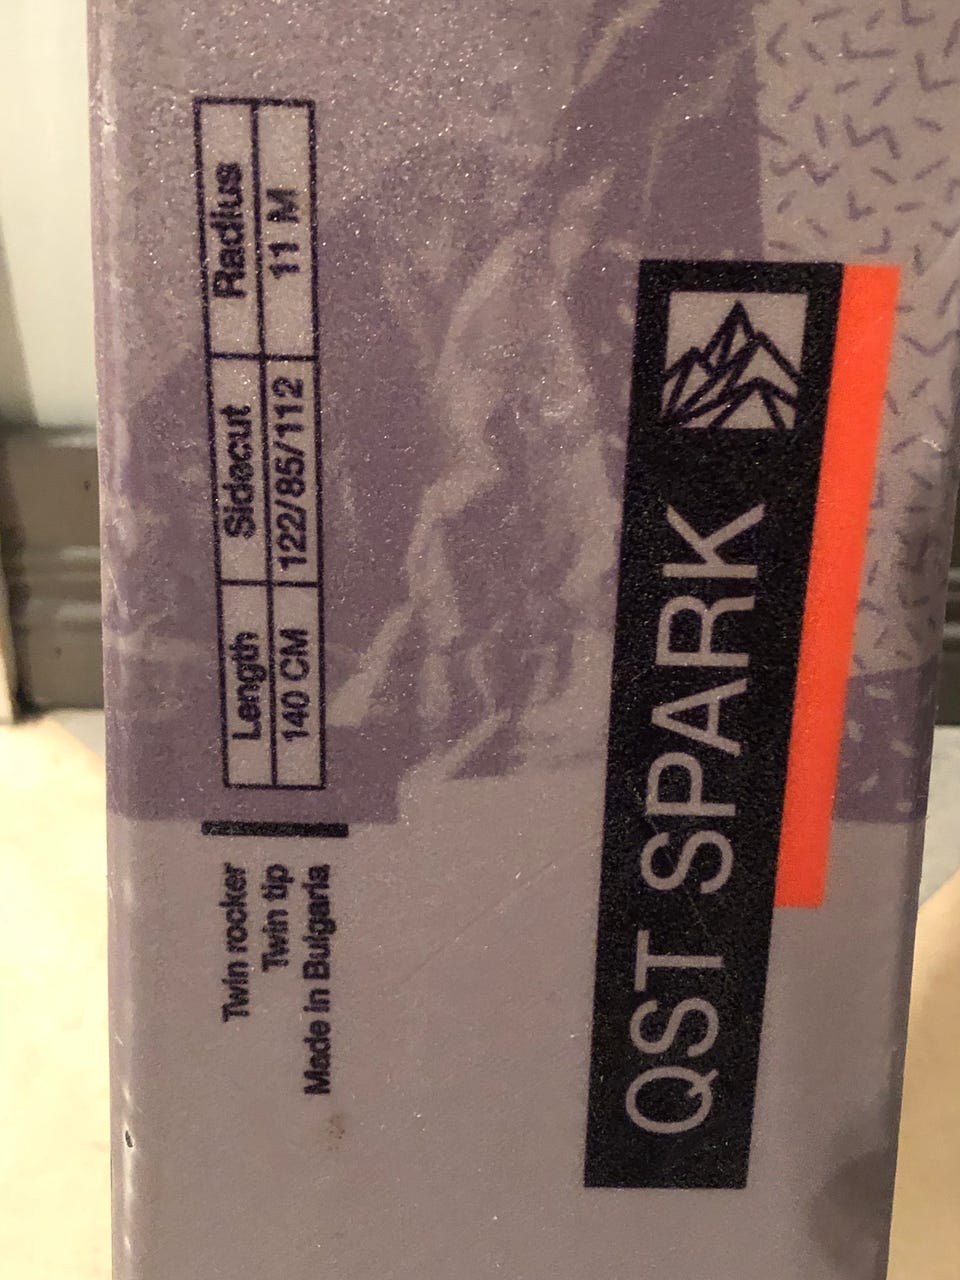 Twin rocker
Twin tip
Made in Bulgaria
Length Sidecut Radius
140 CM 122/85/112 11 M
QST SPARK